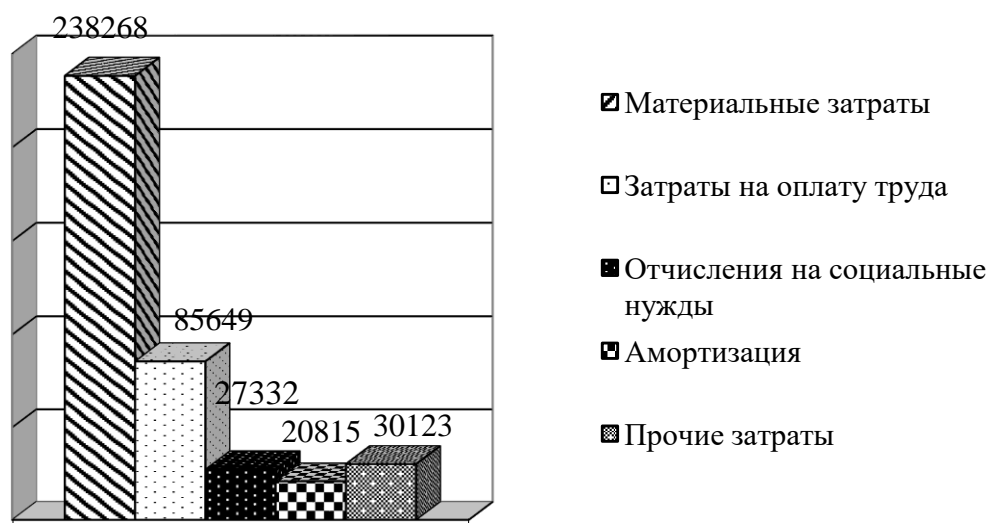 238268
85649
27332
20815
30123
Материальные затраты
Затраты на оплату труда
Отчисления на социальные
нужды
Амортизация
Прочие затраты